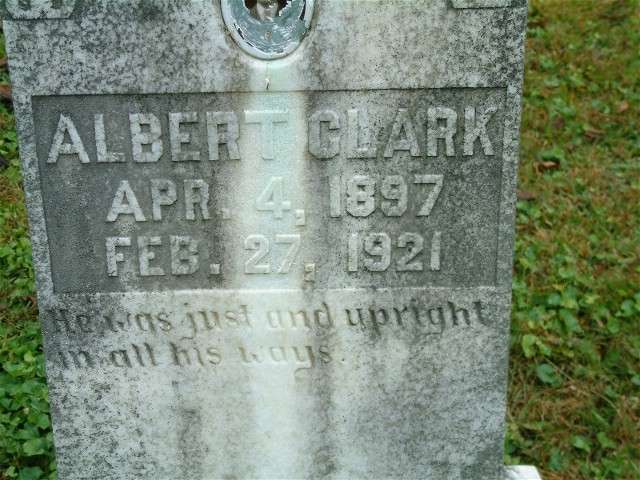 ALBERT CLARK
APR. 4, 1897
FEB. 27, 1921
He was just and upright
in all his ways.